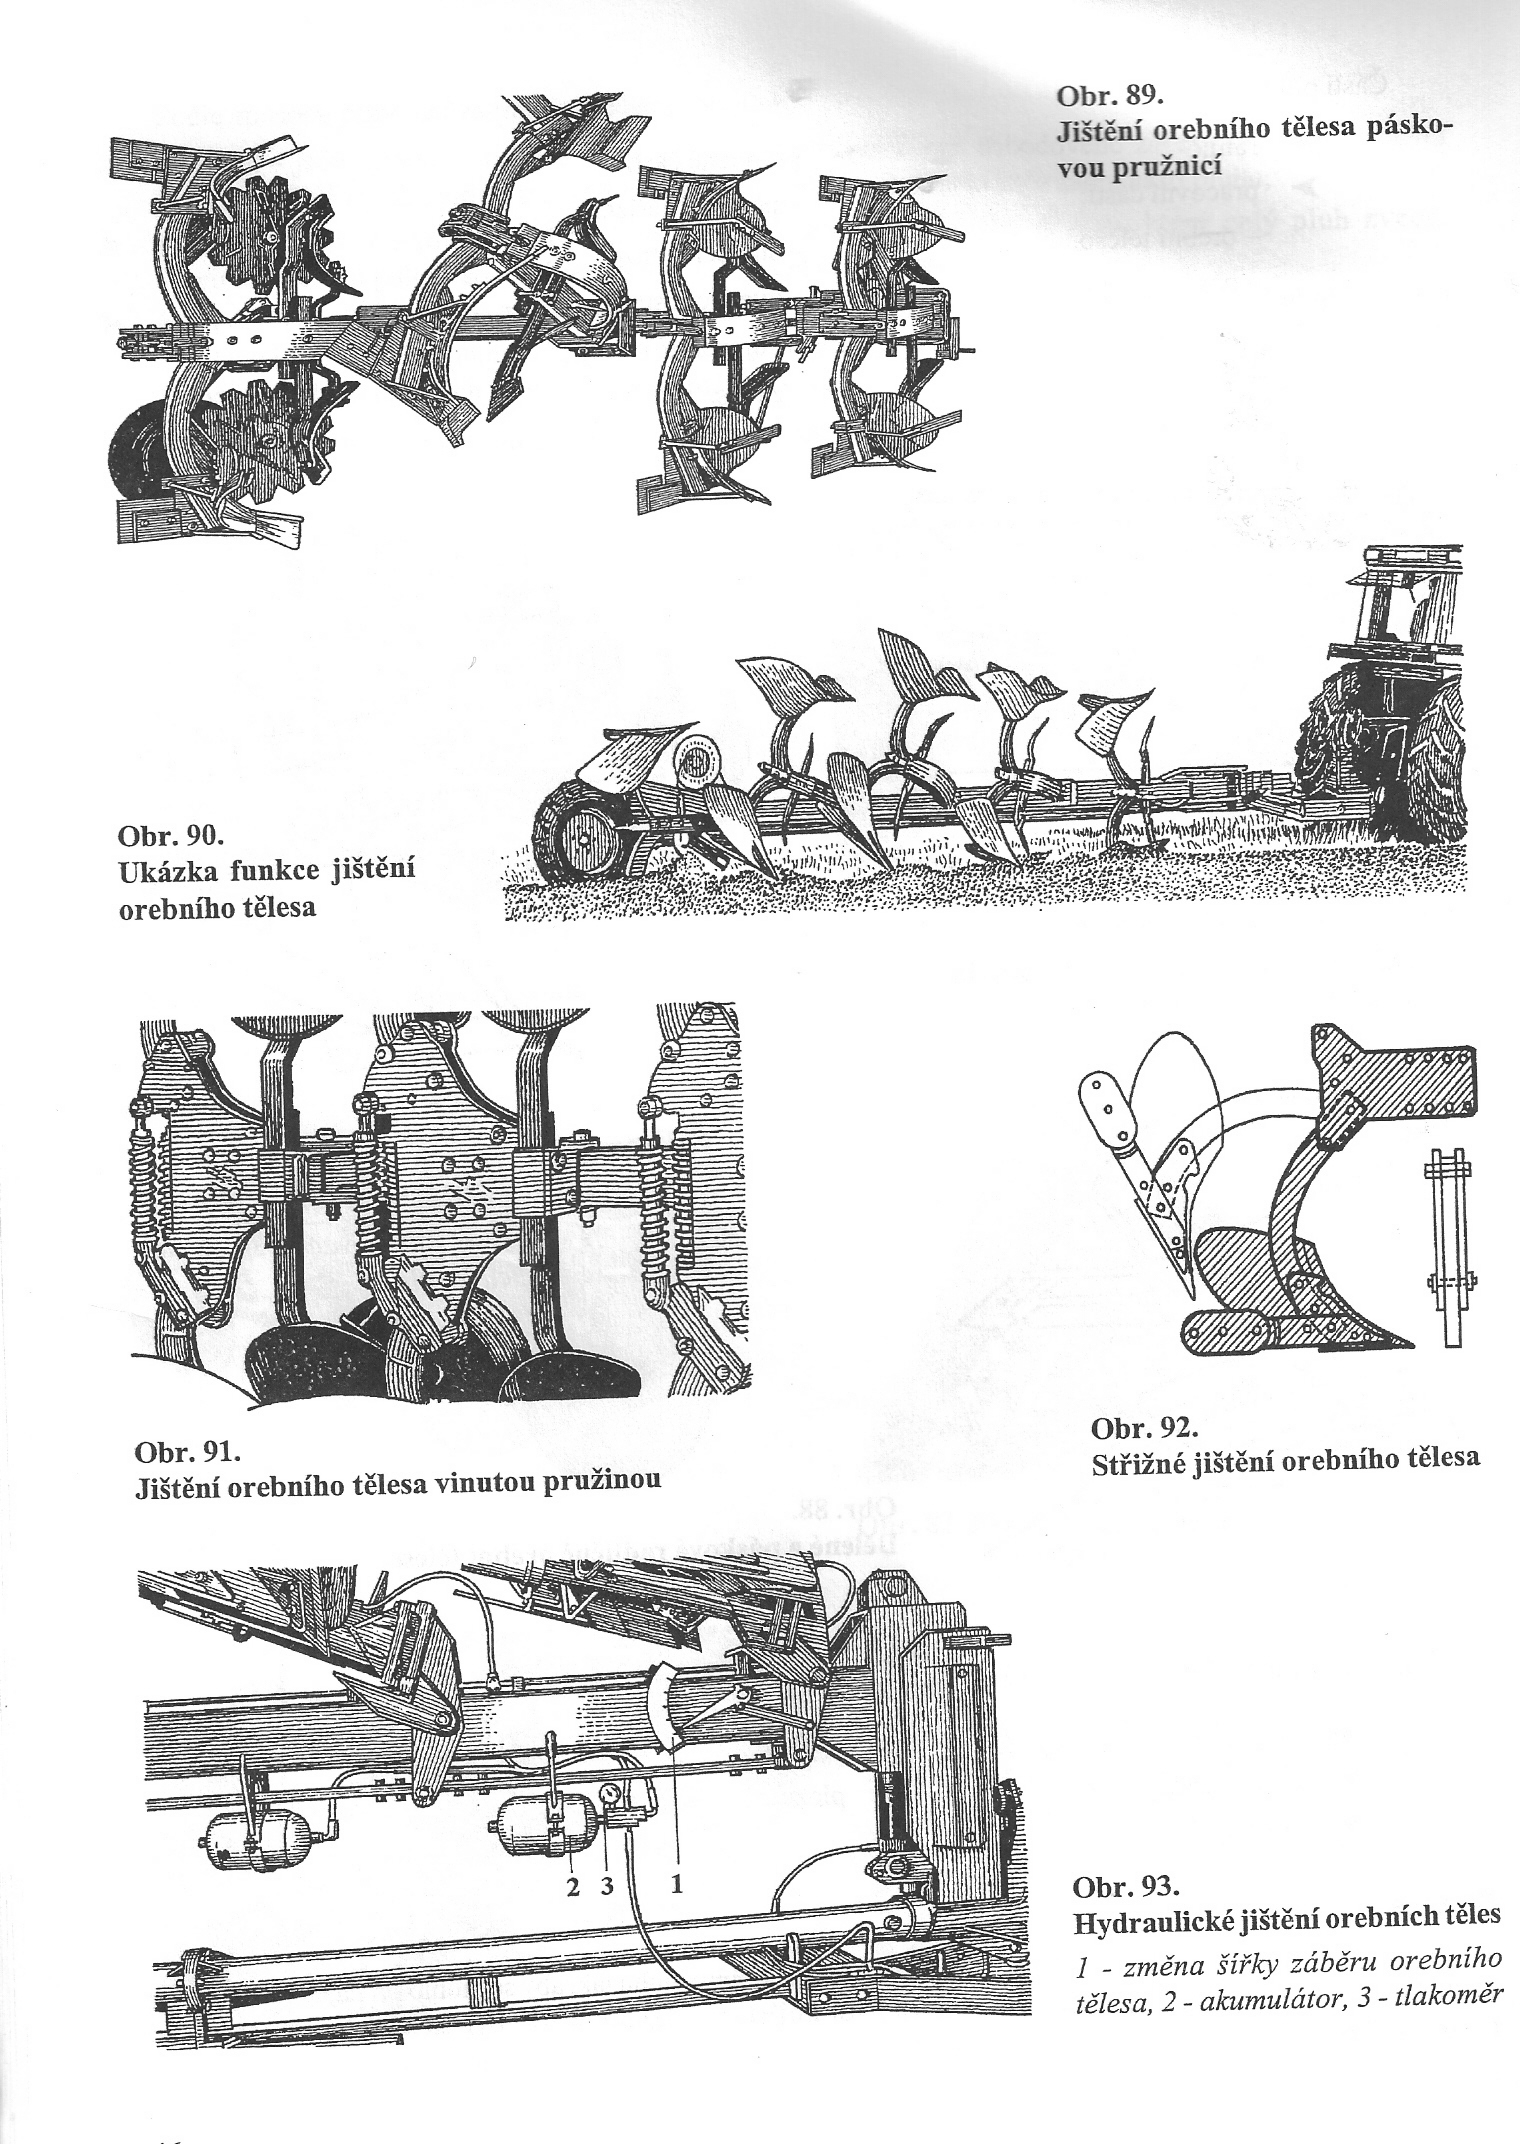 Obr. 89.
Jištění orebního tělesa pásko-
vou pružnicí
Obr. 90.
Ukázka funkce jištění
orebního tělesa
Obr. 91.
Jištění orebního tělesa vinutou pružinou
Obr. 92.
Střižné jištění orebního tělesa
2 3 1
Obr. 93.
Hydraulické jištění orebních těles
1 - změna šířky záběru orebního
tělesa, 2 - akumulátor, 3 - tlakoměr